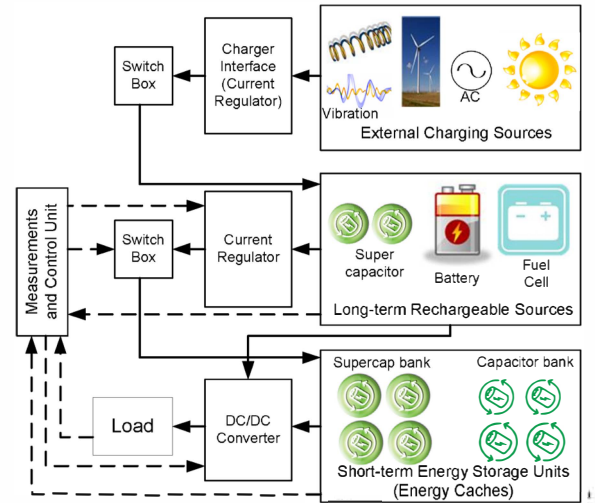 Switch
Box
Charger
Interface
(Current
Regulator)
Vibration
AC
External Charging Sources
Measurements
and Control Unit
Switch
Box
Current
Regulator
Super
capacitor
Battery
Fuel
Cell
Long-term Rechargeable Sources
Supercap bank
Capacitor bank
Load
DC/DC
Converter
Short-term Energy Storage Units
(Energy Caches)